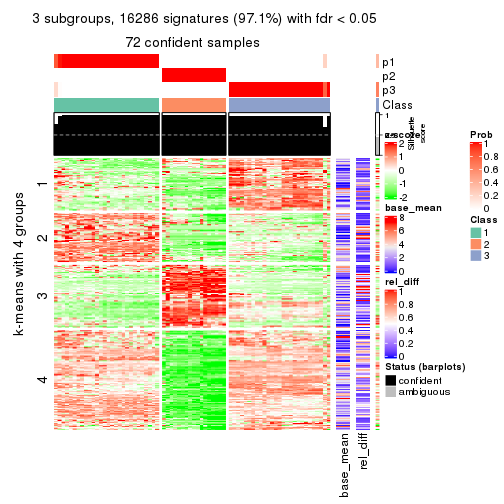 3 subgroups, 16286 signatures (97.1%) with fdr < 0.05
72 confident samples
p1
p2
p3
Class
1
Silhouette
score
k-means with 4 groups
1
2
3
4
base_mean
rel_diff
z-score
2
1
0
-1
-2
base_mean
8
6
4
2
0
rel_diff
1
0.8
0.6
0.4
0.2
0
Status (barplots)
confident
ambiguous
Prob
1
0.8
0.6
0.4
0.2
0
Class
1
2
3